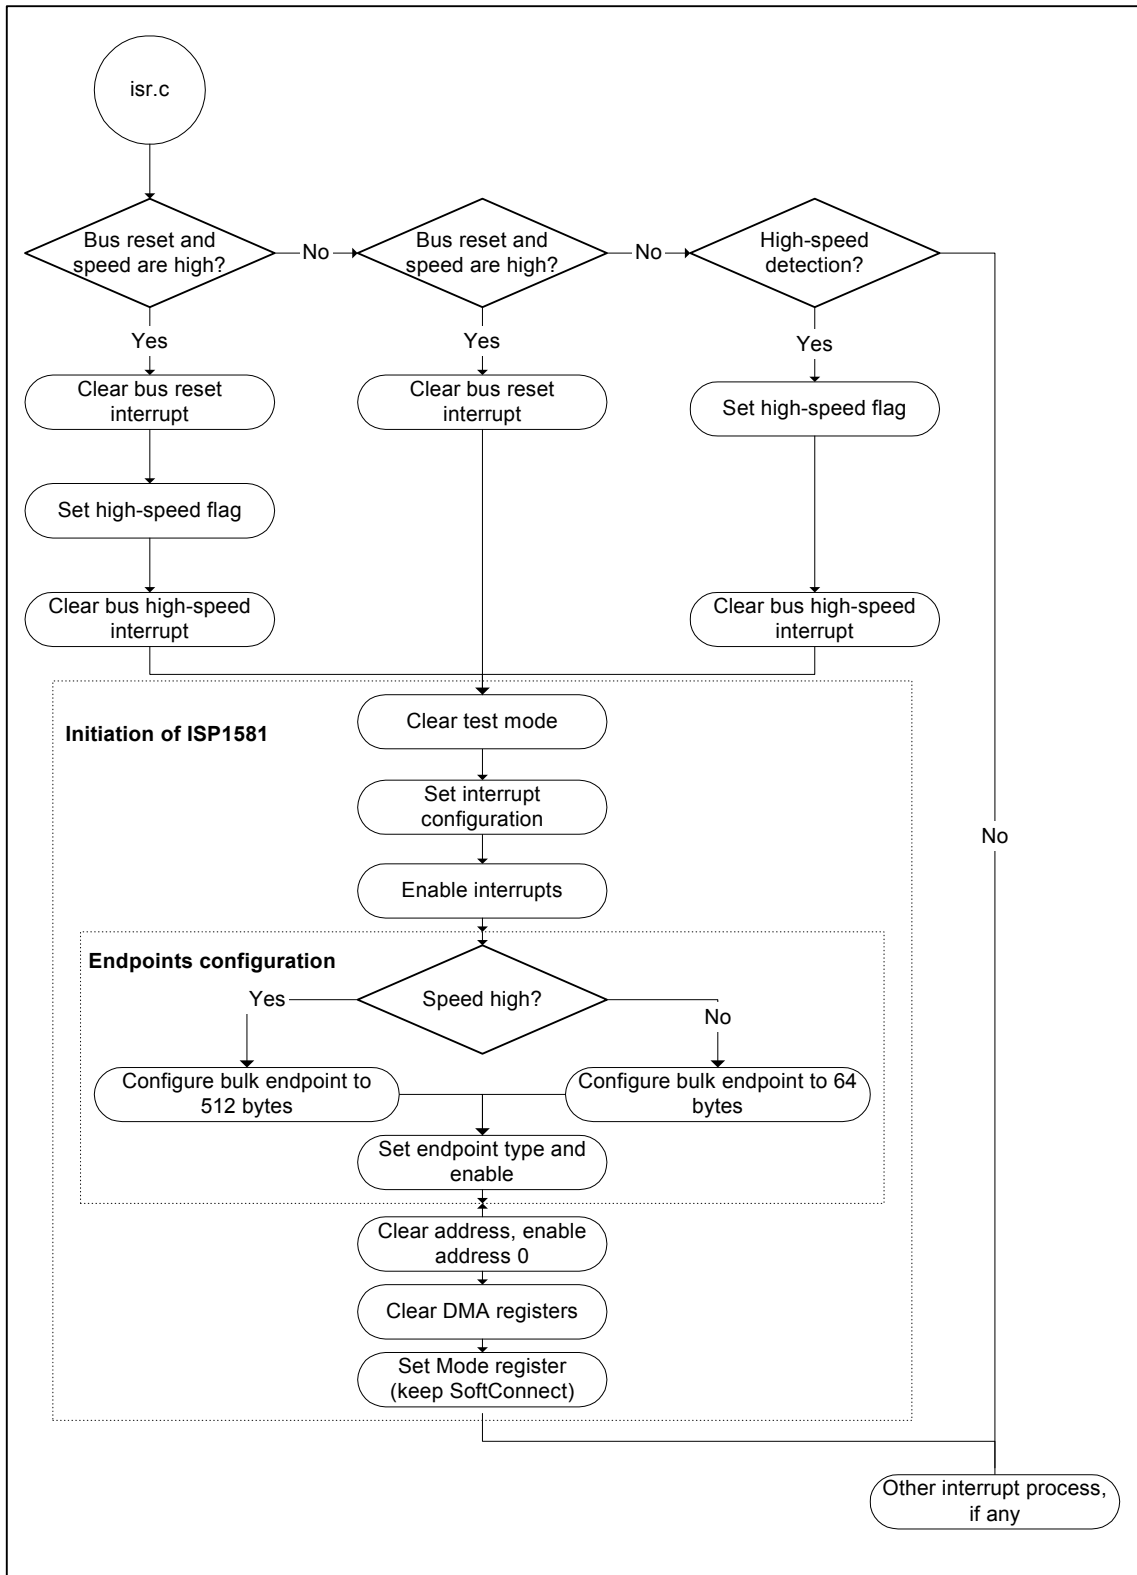 isr.c
Bus reset and
speed are high?
No
Bus reset and
speed are high?
No
High-speed
detection?
Yes
Yes
Yes
Clear bus reset
interrupt
Clear bus reset
interrupt
Set high-speed flag
Set high-speed flag
Clear bus high-speed
interrupt
Clear bus high-speed
interrupt
Initiation of ISP1581
Clear test mode
Set interrupt
configuration
No
Enable interrupts
Endpoints configuration
Speed high?
Yes
No
Configure bulk endpoint to
512 bytes
Configure bulk endpoint to 64
bytes
Set endpoint type and
enable
Clear address, enable
address 0
Clear DMA registers
Set Mode register
(keep SoftConnect)
Other interrupt process,
if any